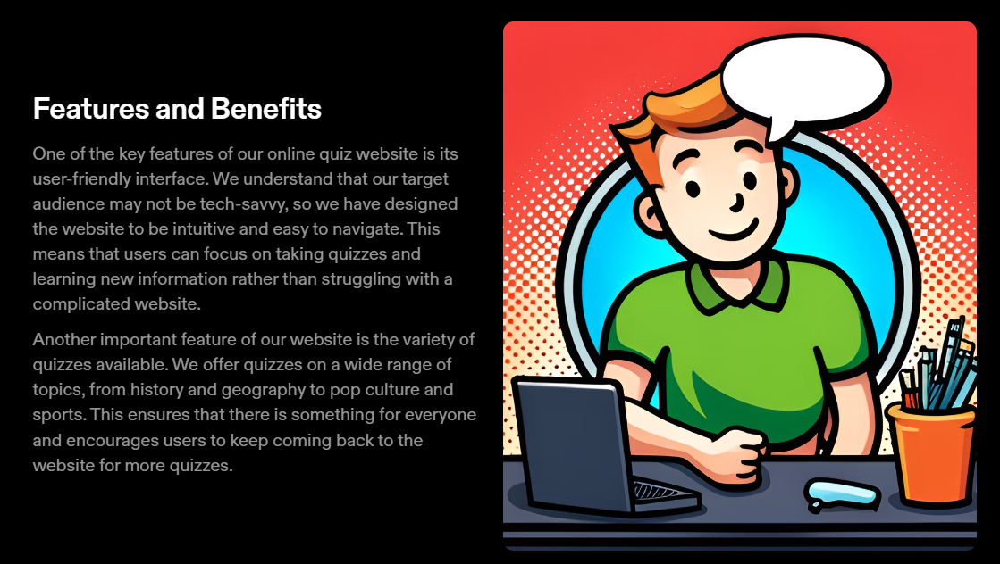 Features and Benefits
One of the key features of our online quiz website is its
user-friendly interface. We understand that our target
audience may not be tech-savvy, so we have designed
the website to be intuitive and easy to navigate. This
means that users can focus on taking quizzes and
learning new information rather than struggling with a
complicated website.
Another important feature of our website is the variety of
quizzes available. We offer quizzes on a wide range of
topics, from history and geography to pop culture and
sports. This ensures that there is something for everyone
and encourages users to keep coming back to the
website for more quizzes.